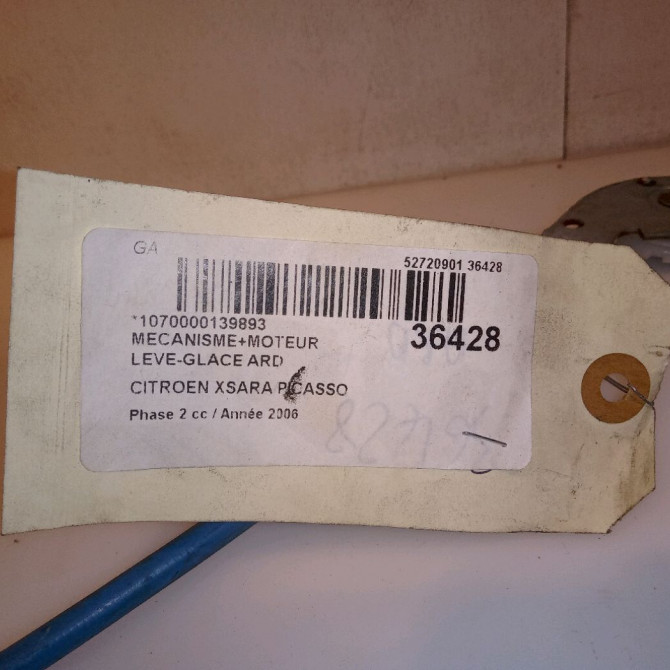 GA
52720901 36428
*1070000139893
36428
MECANISME+MOTEUR
LEVE-GLACE ARD
CITROEN XSARA PICASSO
Phase 2 cc / Année 2006